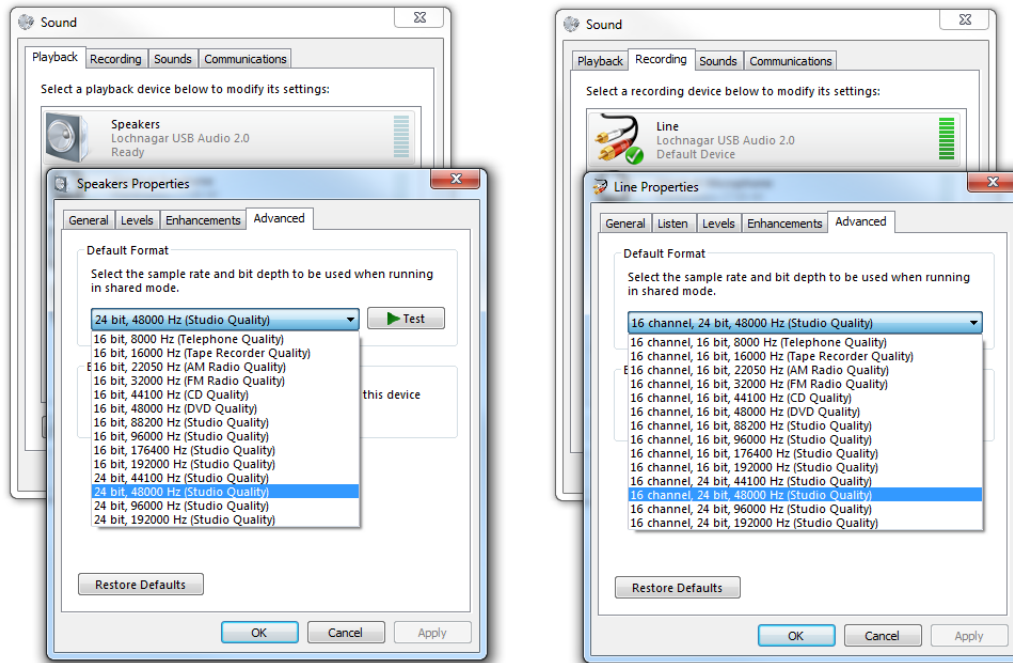 Sound
Playback Recording Sounds Communications
Select a playback device below to modify its settings:
Speakers
Lochnagar USB Audio 2.0
Ready
Speakers Properties
General Levels Enhancements Advanced
Default Format
Select the sample rate and bit depth to be used when running
in shared mode.
24 bit, 48000 Hz (Studio Quality)
Test
16 bit, 8000 Hz (Telephone Quality)
16 bit, 16000 Hz (Tape Recorder Quality)
16 bit, 22050 Hz (AM Radio Quality)
16 bit, 32000 Hz (FM Radio Quality)
16 bit, 44100 Hz (CD Quality)
this device
16 bit, 48000 Hz (DVD Quality)
16 bit, 88200 Hz (Studio Quality)
16 bit, 96000 Hz (Studio Quality)
16 bit, 176400 Hz (Studio Quality)
16 bit, 192000 Hz (Studio Quality)
24 bit, 44100 Hz (Studio Quality)
24 bit, 48000 Hz (Studio Quality)
24 bit, 96000 Hz (Studio Quality)
24 bit, 192000 Hz (Studio Quality)
Restore Defaults
OK Cancel Apply
Sound
Playback Recording Sounds Communications
Select a recording device below to modify its settings:
Line
Lochnagar USB Audio 2.0
Default Device
Line Properties
General Listen Levels Enhancements Advanced
Default Format
Select the sample rate and bit depth to be used when running
in shared mode.
16 channel, 24 bit, 48000 Hz (Studio Quality)
16 channel, 16 bit, 8000 Hz (Telephone Quality)
16 channel, 16 bit, 16000 Hz (Tape Recorder Quality)
16 channel, 16 bit, 22050 Hz (AM Radio Quality)
16 channel, 16 bit, 32000 Hz (FM Radio Quality)
16 channel, 16 bit, 44100 Hz (CD Quality)
16 channel, 16 bit, 48000 Hz (DVD Quality)
16 channel, 16 bit, 88200 Hz (Studio Quality)
16 channel, 16 bit, 96000 Hz (Studio Quality)
16 channel, 16 bit, 176400 Hz (Studio Quality)
16 channel, 16 bit, 192000 Hz (Studio Quality)
16 channel, 24 bit, 44100 Hz (Studio Quality)
16 channel, 24 bit, 48000 Hz (Studio Quality)
16 channel, 24 bit, 96000 Hz (Studio Quality)
16 channel, 24 bit, 192000 Hz (Studio Quality)
Restore Defaults
OK Cancel Apply